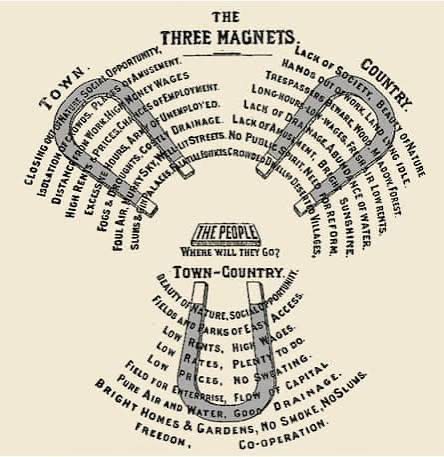 THE
THREE MAGNETS.
TOWN.
CLOSING OUT OF NATURE. SOCIAL OPPORTUNITY.
ISOLATION OF CROWDS. PLACES OF AMUSEMENT.
DISTANCE FROM WORK. HIGH MONEY WAGES
HIGH RENTS & PRICES. CHANCES OF EMPLOYMENT.
EXCESSIVE HOURS. ARMY OF UNEMPLOYED.
FOGS & DROUGHTS. COSTLY DRAINAGE.
FOUL AIR. MURKY SKY. WELL-LIT STREETS.
SLUMS & GIN PALACES. PALATIAL EDIFICES.
COUNTRY.
LACK OF SOCIETY. BEAUTY OF NATURE
HANDS OUT OF WORK. LAND LYING IDLE.
TRESPASSERS BEWARE. WOOD, MEADOW, FOREST.
LONG-HOURS-LOW-WAGES. FRESH AIR. LOW RENTS.
LACK OF DRAINAGE. ABUNDANCE OF WATER.
LACK OF AMUSEMENT. BRIGHT SUNSHINE.
NO PUBLIC SPIRIT. NEED FOR REFORM.
CROWDED DWELLINGS. DESERTED VILLAGES.
THE PEOPLE
WHERE WILL THEY GO?
TOWN-COUNTRY.
BEAUTY OF NATURE, SOCIAL OPPORTUNITY.
FIELDS AND PARKS OF EASY ACCESS.
LOW RENTS, HIGH WAGES.
LOW RATES, PLENTY TO DO.
LOW PRICES, NO SWEATING.
FIELD FOR ENTERPRISE, FLOW OF CAPITAL
PURE AIR AND WATER, GOOD DRAINAGE.
BRIGHT HOMES & GARDENS, NO SMOKE, NO SLUMS.
FREEDOM. CO-OPERATION.